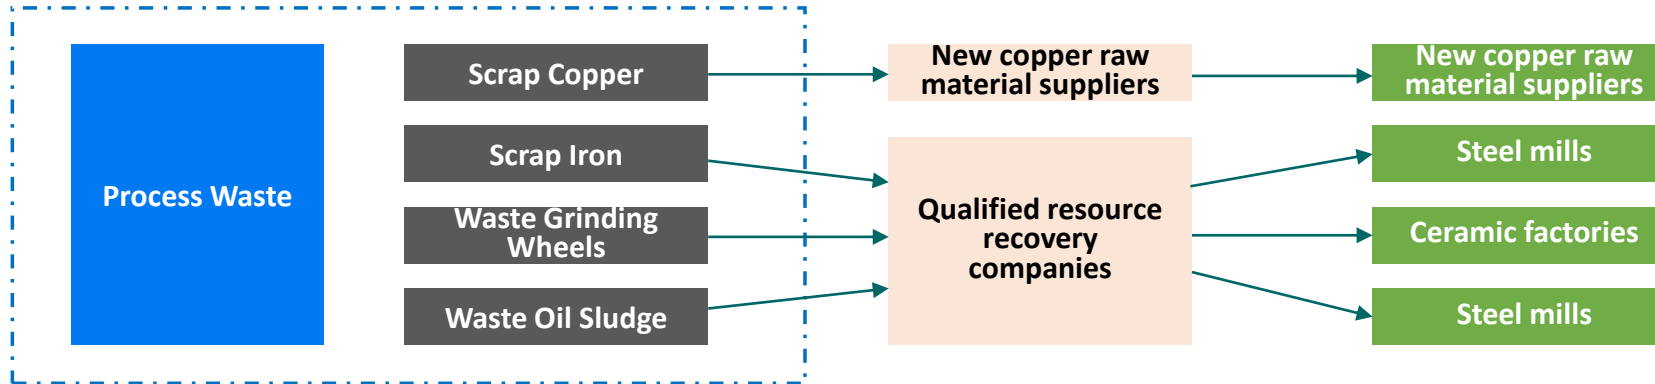 Process Waste
Scrap Copper
Scrap Iron
Waste Grinding
Wheels
Waste Oil Sludge
New copper raw
material suppliers
Qualified resource
recovery
companies
New copper raw
material suppliers
Steel mills
Ceramic factories
Steel mills